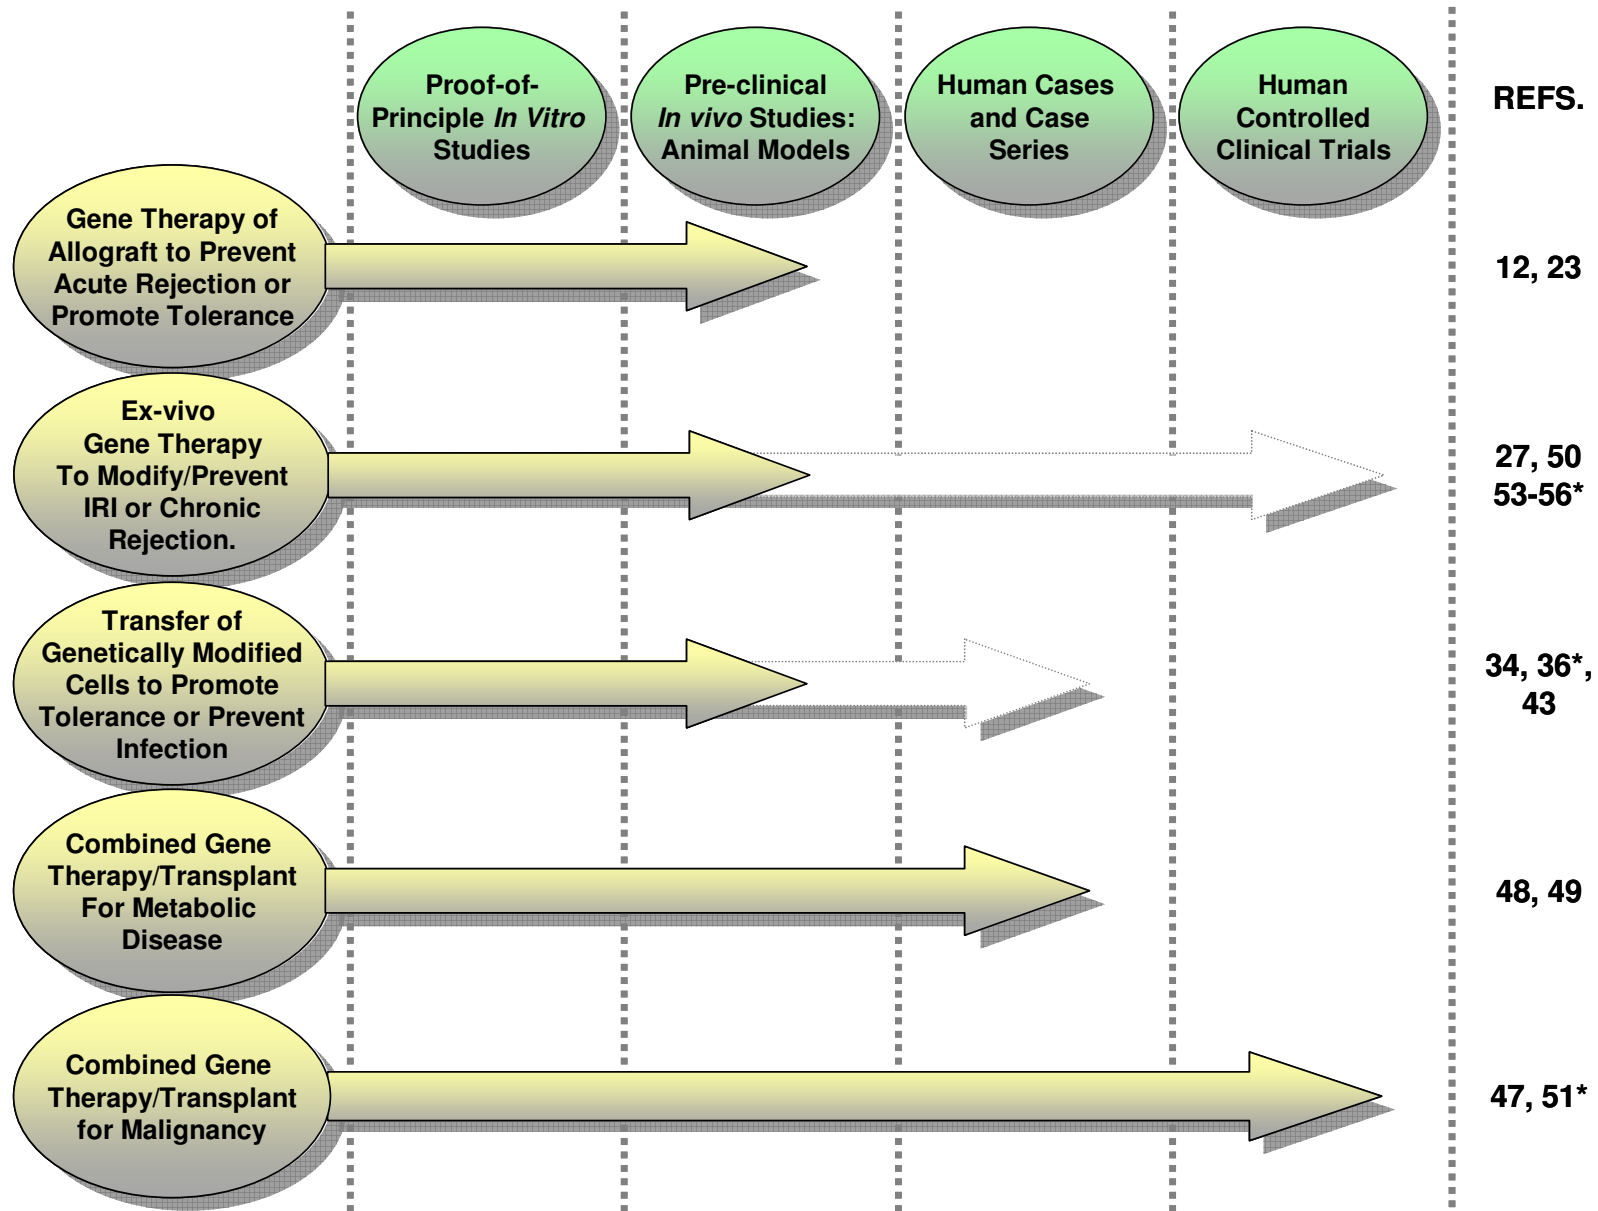 Proof-of-
Principle In Vitro
Studies
Pre-clinical
In vivo Studies:
Animal Models
Human Cases
and Case
Series
Human
Controlled
Clinical Trials
REFS.
Gene Therapy of
Allograft to Prevent
Acute Rejection or
Promote Tolerance
12, 23
Ex-vivo
Gene Therapy
To Modify/Prevent
IRI or Chronic
Rejection.
27, 50
53-56*
Transfer of
Genetically Modified
Cells to Promote
Tolerance or Prevent
Infection
34, 36*,
43
Combined Gene
Therapy/Transplant
For Metabolic
Disease
48, 49
Combined Gene
Therapy/Transplant
for Malignancy
47, 51*